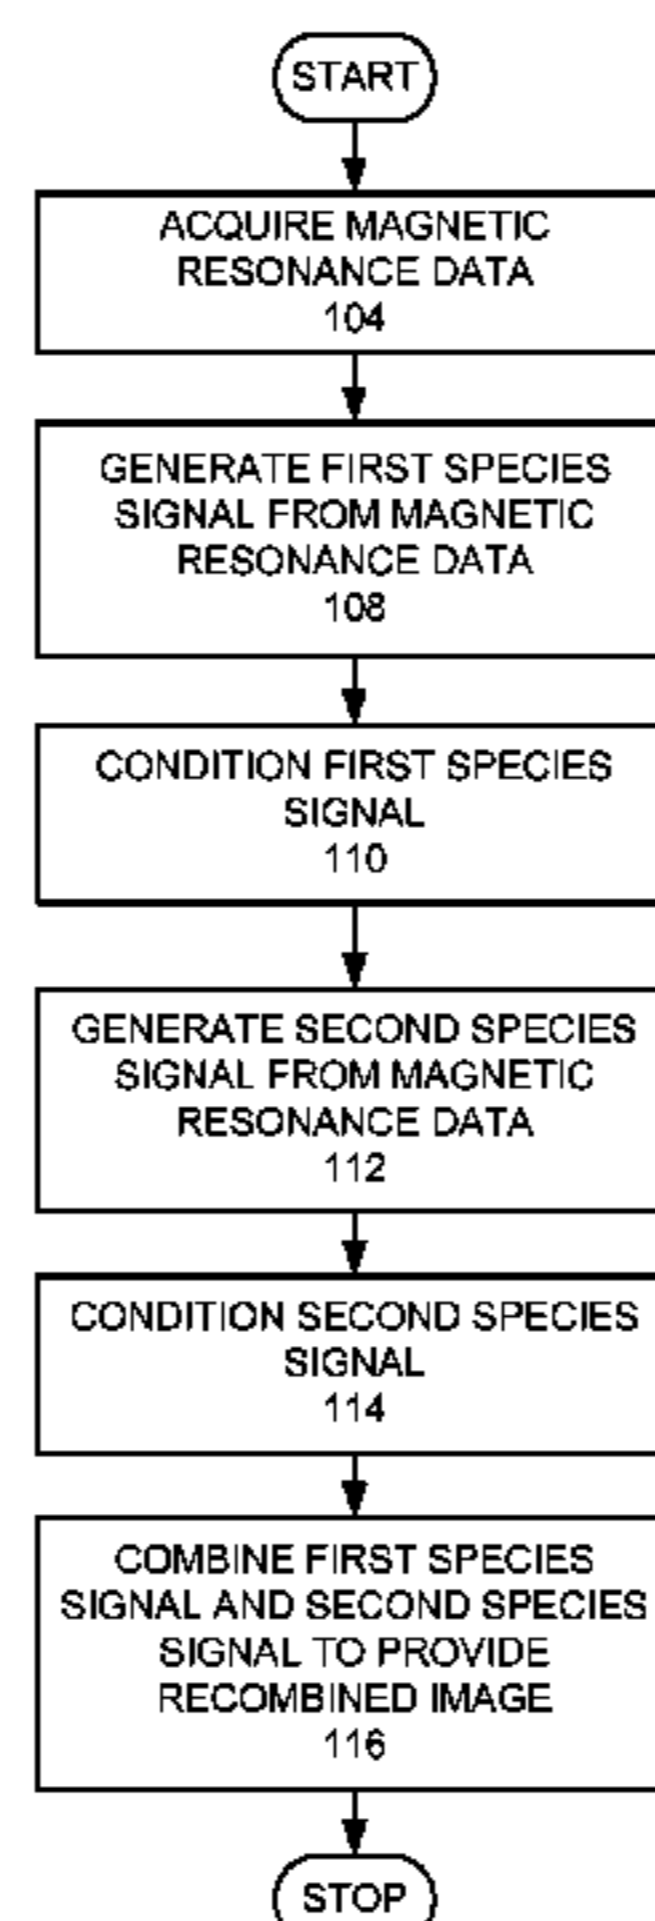 START
ACQUIRE MAGNETIC
RESONANCE DATA
104
GENERATE FIRST SPECIES
SIGNAL FROM MAGNETIC
RESONANCE DATA
108
CONDITION FIRST SPECIES
SIGNAL
110
GENERATE SECOND SPECIES
SIGNAL FROM MAGNETIC
RESONANCE DATA
112
CONDITION SECOND SPECIES
SIGNAL
114
COMBINE FIRST SPECIES
SIGNAL AND SECOND SPECIES
SIGNAL TO PROVIDE
RECOMBINED IMAGE
116
STOP